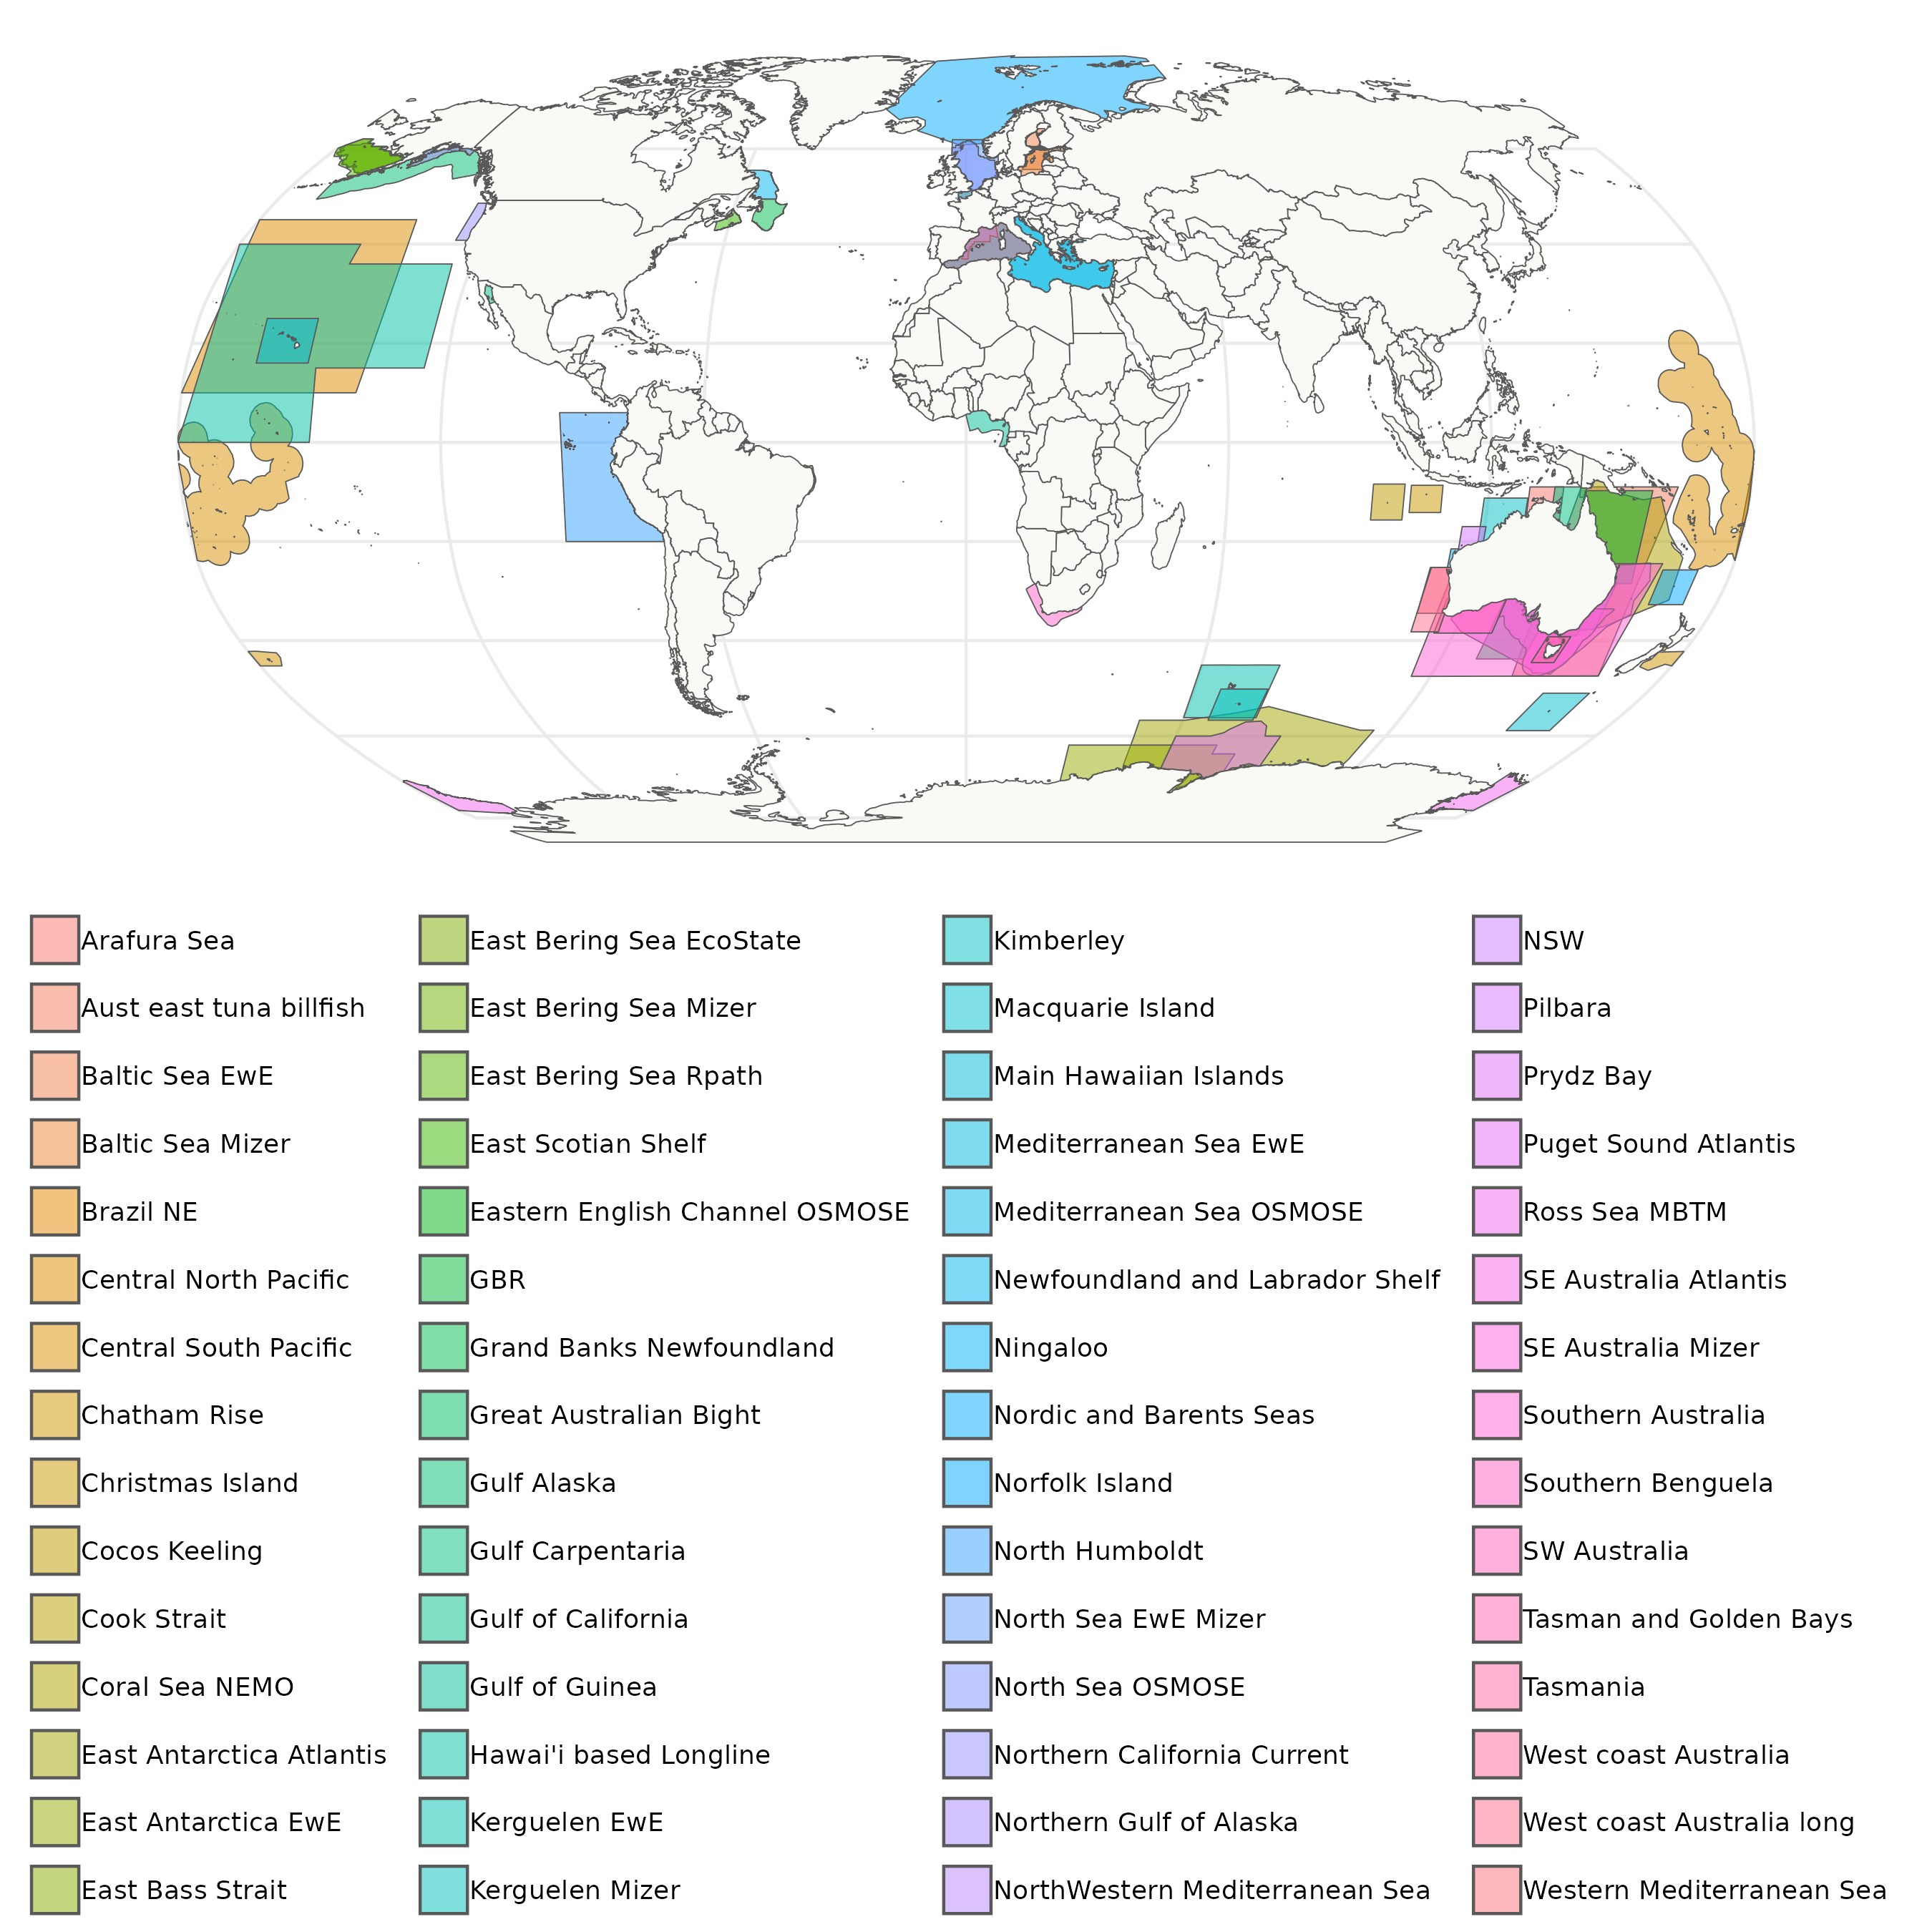 Arafura Sea
Aust east tuna billfish
Baltic Sea EwE
Baltic Sea Mizer
Brazil NE
Central North Pacific
Central South Pacific
Chatham Rise
Christmas Island
Cocos Keeling
Cook Strait
Coral Sea NEMO
East Antarctica Atlantis
East Antarctica EwE
East Bass Strait
East Bering Sea EcoState
East Bering Sea Mizer
East Bering Sea Rpath
East Scotian Shelf
Eastern English Channel OSMOSE
GBR
Grand Banks Newfoundland
Great Australian Bight
Gulf Alaska
Gulf Carpentaria
Gulf of California
Gulf of Guinea
Hawai'i based Longline
Kerguelen EwE
Kerguelen Mizer
Kimberley
Macquarie Island
Main Hawaiian Islands
Mediterranean Sea EwE
Mediterranean Sea OSMOSE
Newfoundland and Labrador Shelf
Ningaloo
Nordic and Barents Seas
Norfolk Island
North Humboldt
North Sea EwE Mizer
North Sea OSMOSE
Northern California Current
Northern Gulf of Alaska
NorthWestern Mediterranean Sea
NSW
Pilbara
Prydz Bay
Puget Sound Atlantis
Ross Sea MBTM
SE Australia Atlantis
SE Australia Mizer
Southern Australia
Southern Benguela
SW Australia
Tasman and Golden Bays
Tasmania
West coast Australia
West coast Australia long
Western Mediterranean Sea